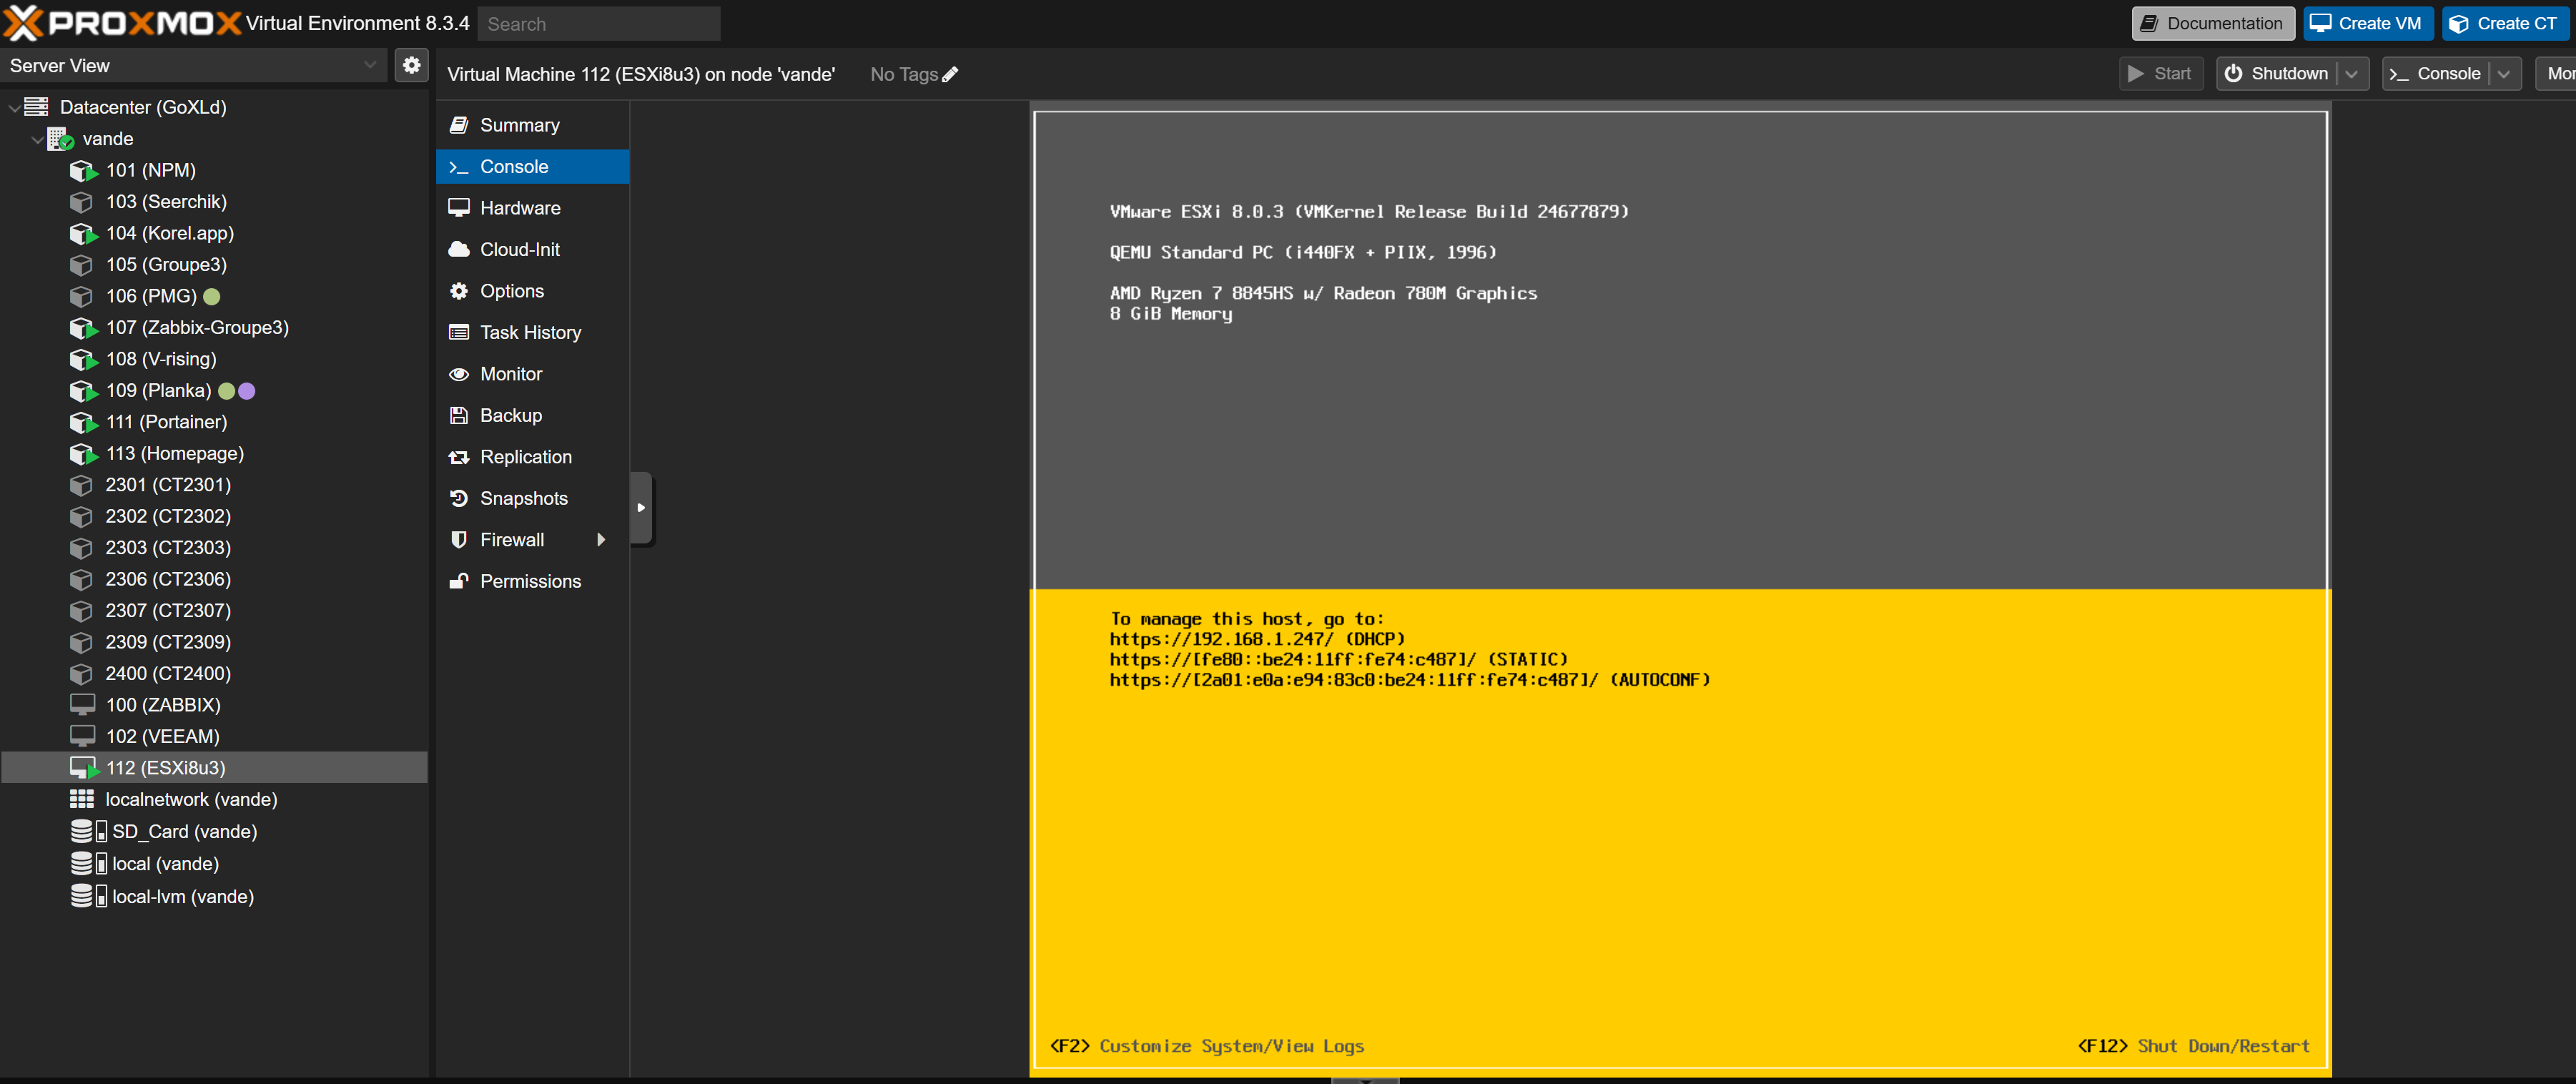 PROXMOX Virtual Environment 8.3.4 Search Documentation Create VM Create CT
Server View
Virtual Machine 112 (ESXi8u3) on node 'vande' No Tags Start Shutdown Console
Datacenter (GoXLd)
vande
101 (NPM)
103 (Seerchik)
104 (Korel.app)
105 (Groupe3)
106 (PMG)
107 (Zabbix-Groupe3)
108 (V-rising)
109 (Planka)
111 (Portainer)
113 (Homepage)
2301 (CT2301)
2302 (CT2302)
2303 (CT2303)
2306 (CT2306)
2307 (CT2307)
2309 (CT2309)
2400 (CT2400)
100 (ZABBIX)
102 (VEEAM)
112 (ESXi8u3)
localnetwork (vande)
SD_Card (vande)
local (vande)
local-lvm (vande)
Summary
Console
Hardware
Cloud-Init
Options
Task History
Monitor
Backup
Replication
Snapshots
Firewall
Permissions
VMware ESXi 8.0.3 (VMKernel Release Build 24677879)
QEMU Standard PC (i440FX + PIIX, 1996)
AMD Ryzen 7 8845HS w/ Radeon 780M Graphics
8 GiB Memory
To manage this host, go to:
https://192.168.1.247/ (DHCP)
https://[fe80::be24:11ff:fe74:c487]/ (STATIC)
https://[2a01:e0a:e94:83c0:be24:11ff:fe74:c487]/ (AUTOCONF)
<F2> Customize System/View Logs
<F12> Shut Down/Restart